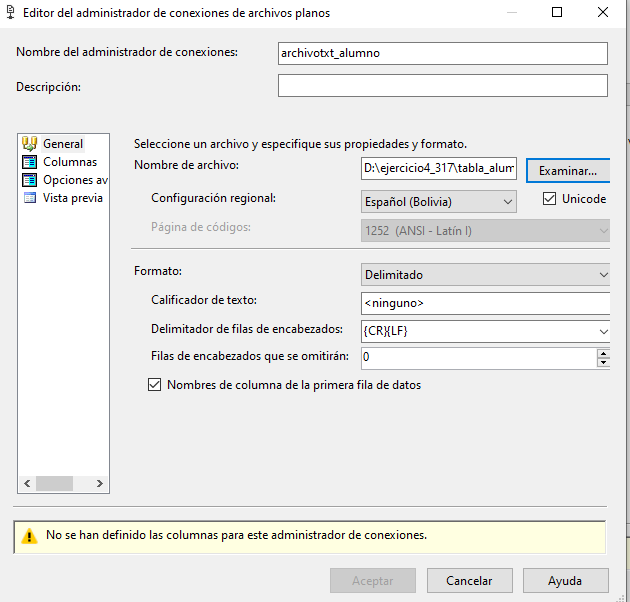 Editor del administrador de conexiones de archivos planos
Nombre del administrador de conexiones:
archivotxt_alumno
Descripción:
General
Columnas
Opciones av
Vista previa
Seleccione un archivo y especifique sus propiedades y formato.
Nombre de archivo:
D:\ejercicio4_317\tabla_alum
Examinar...
Configuración regional:
Español (Bolivia)
Unicode
Página de códigos:
1252 (ANSI - Latín I)
Formato:
Delimitado
Calificador de texto:
<ninguno>
Delimitador de filas de encabezados:
{CR}{LF}
Filas de encabezados que se omitirán:
0
Nombres de columna de la primera fila de datos
No se han definido las columnas para este administrador de conexiones.
Aceptar
Cancelar
Ayuda